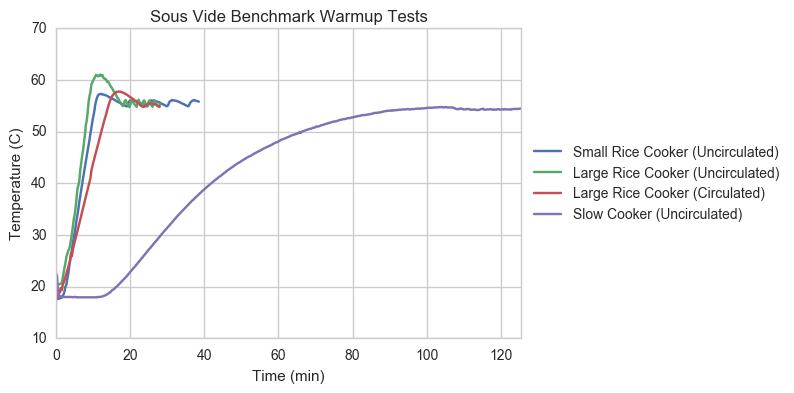 Sous Vide Benchmark Warmup Tests
70
60
50
40
30
20
10
Temperature (C)
0 20 40 60 80 100 120
Time (min)
Small Rice Cooker (Uncirculated)
Large Rice Cooker (Uncirculated)
Large Rice Cooker (Circulated)
Slow Cooker (Uncirculated)